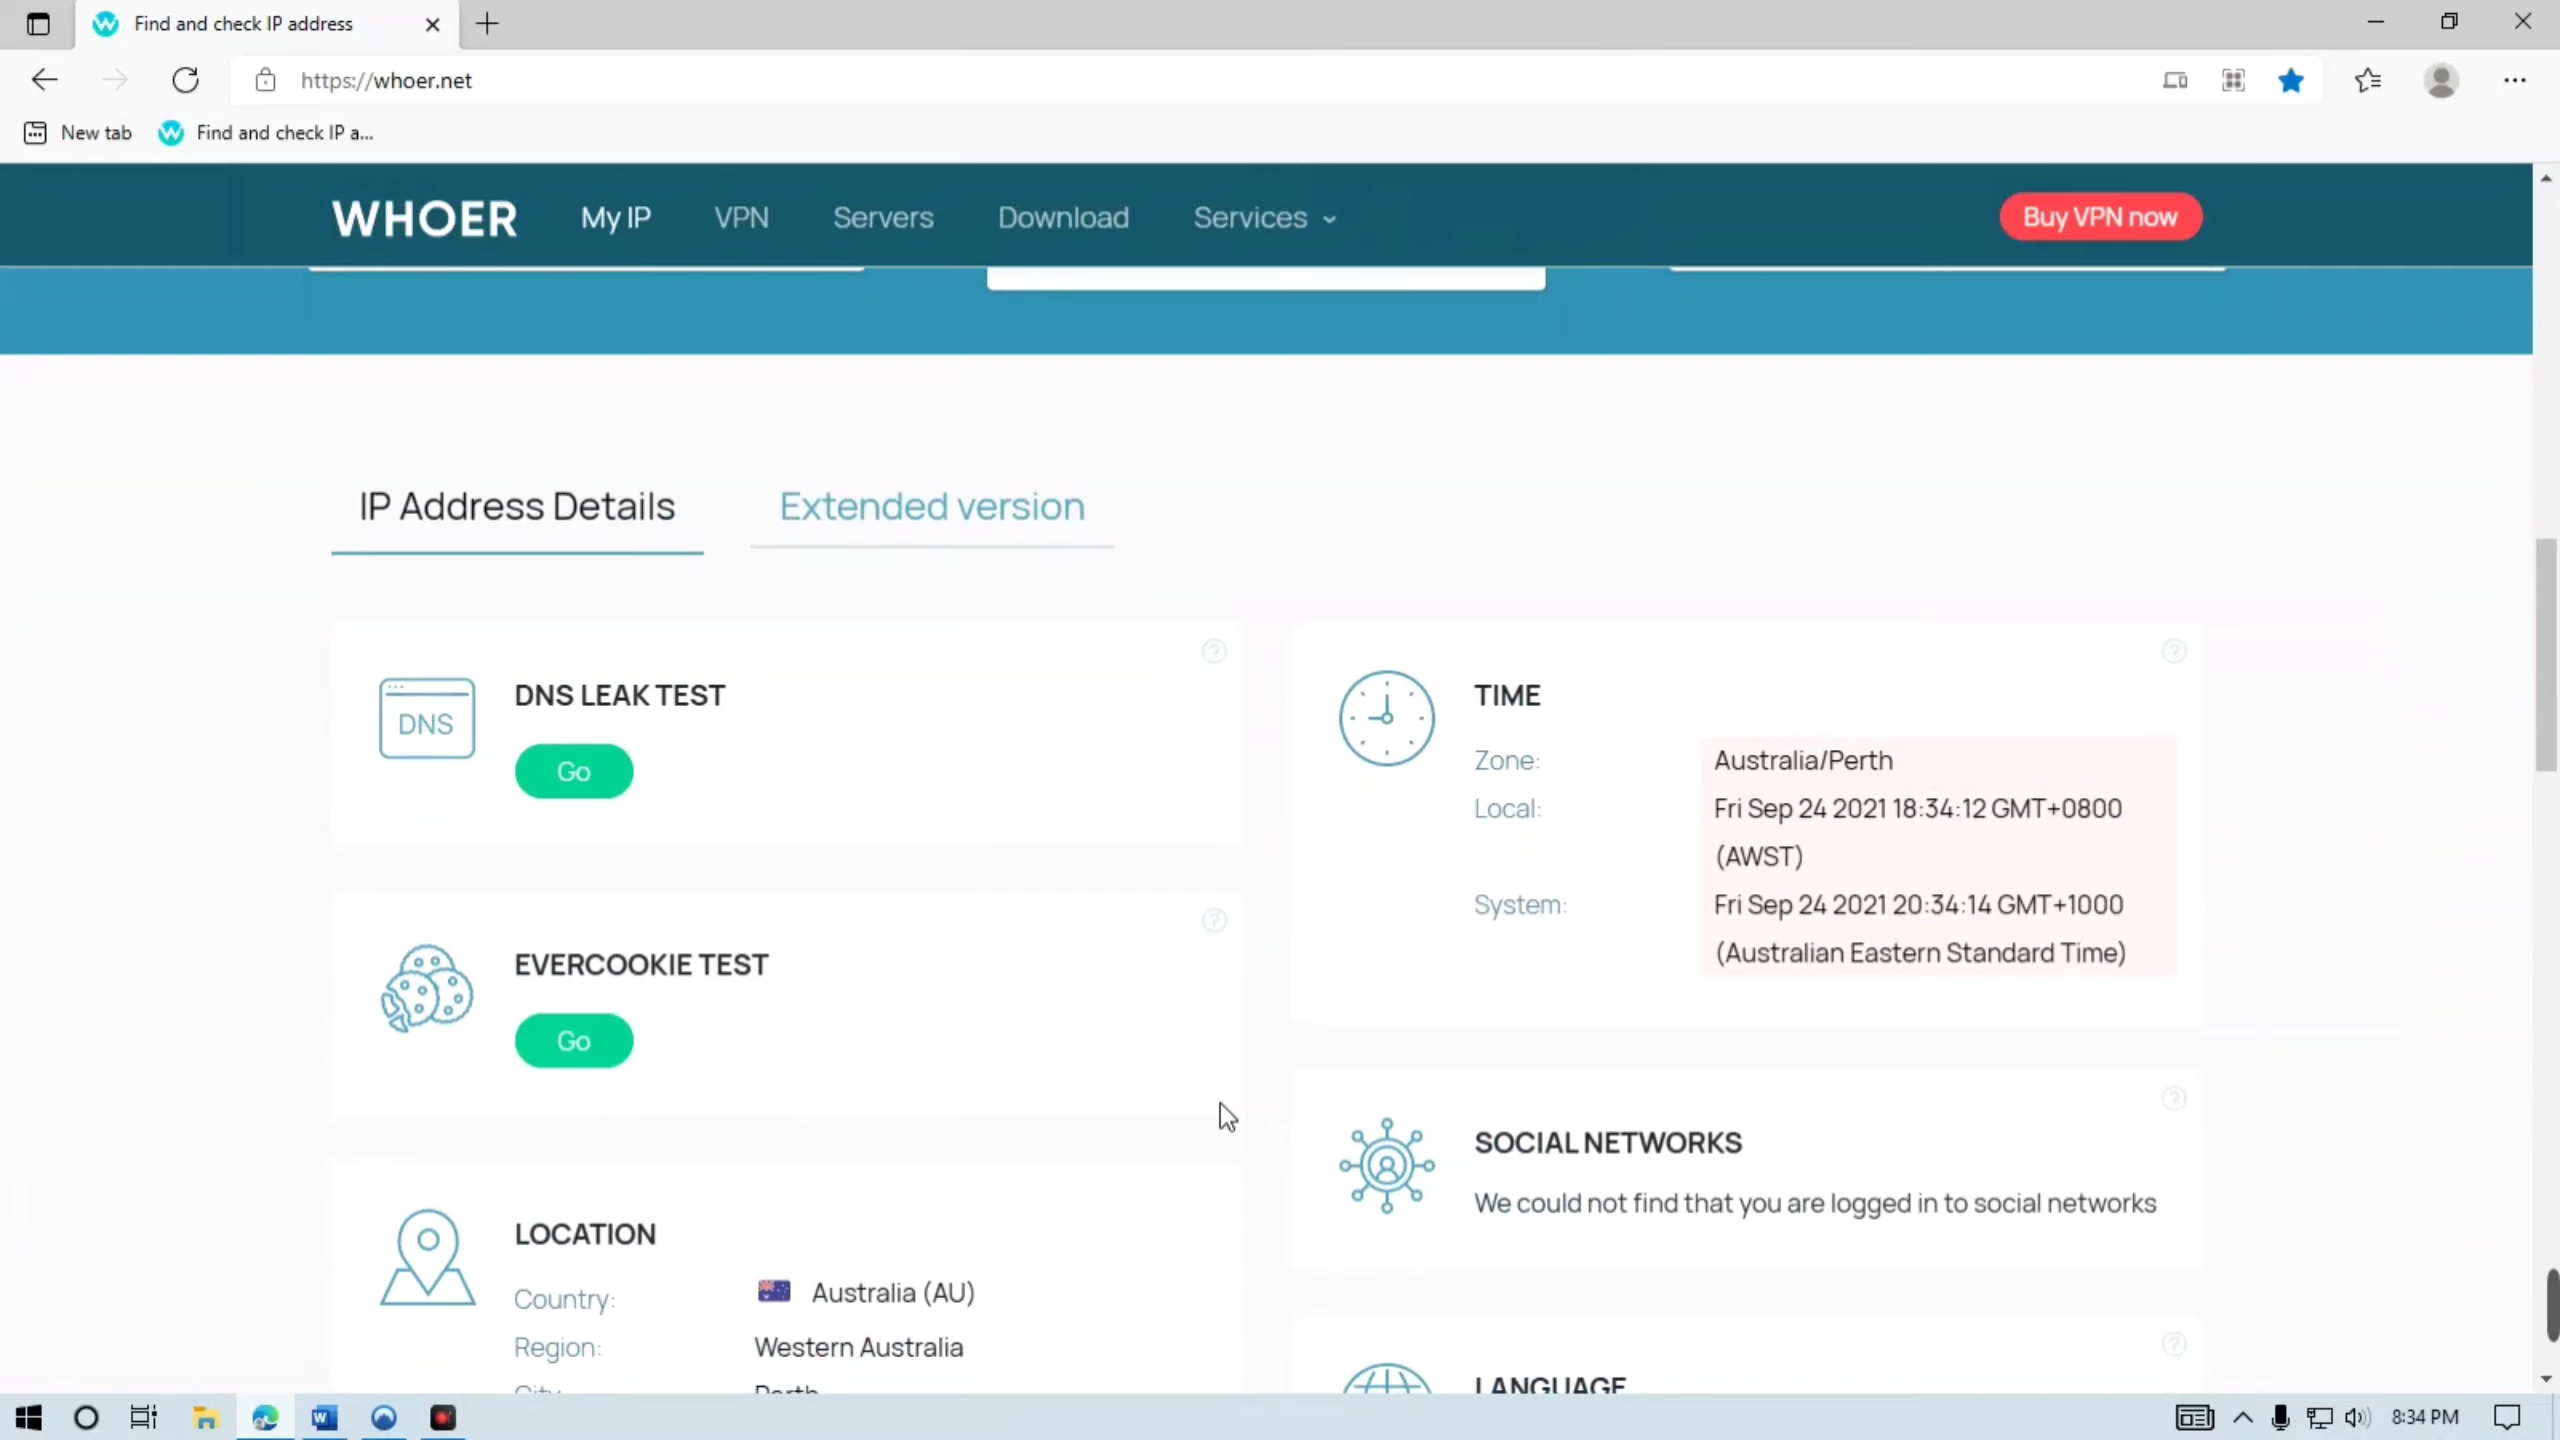 Find and check IP address
https://whoer.net
New tab
Find and check IP a...
WHOER
My IP
VPN
Servers
Download
Services
Buy VPN now
IP Address Details
Extended version
DNS
DNS LEAK TEST
Go
TIME
Zone:
Australia/Perth
Local:
Fri Sep 24 2021 18:34:12 GMT+0800
(AWST)
System:
Fri Sep 24 2021 20:34:14 GMT+1000
(Australian Eastern Standard Time)
EVERCOOKIE TEST
Go
SOCIAL NETWORKS
We could not find that you are logged in to social networks
LOCATION
Country:
Australia (AU)
Region:
Western Australia
City
Perth
LANGUAGE
8:34 PM